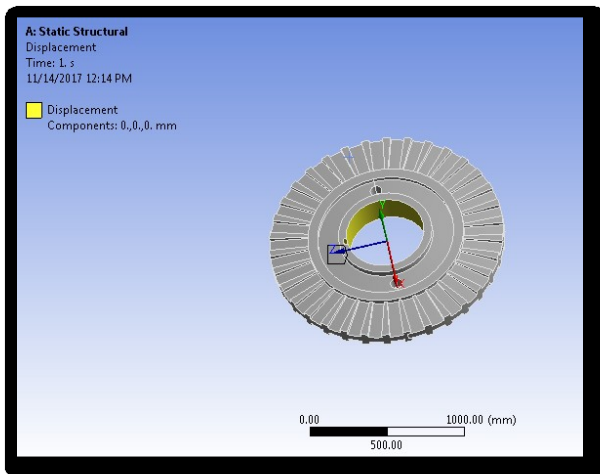 A: Static Structural
Displacement
Time: 1. s
11/14/2017 12:14 PM
Displacement
Components: 0.,0.,0. mm
0.00
1000.00 (mm)
500.00